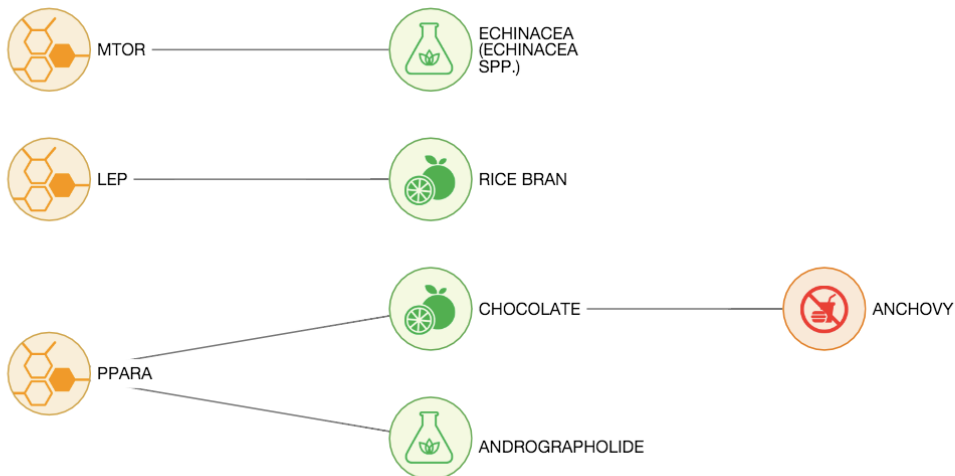 MTOR
ECHINACEA
(ECHINACEA
SPP.)
LEP
RICE BRAN
CHOCOLATE
ANCHOVY
PPARA
ANDROGRAPHOLIDE